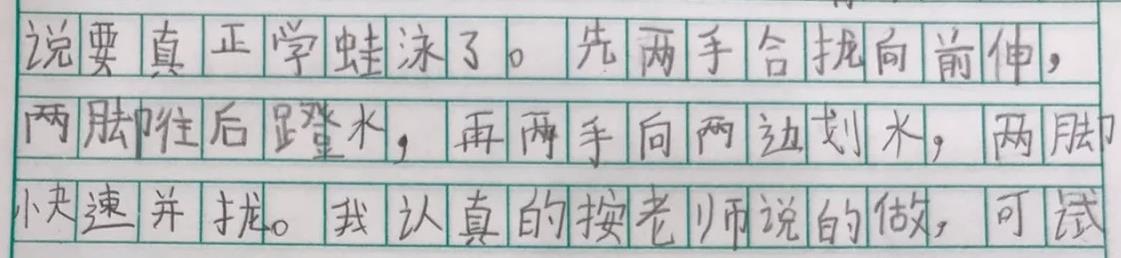 说要真正学蛙泳了。先两手合拢向前伸，
两脚往后蹬水，再两手向两边划水，两脚
快速并拢。我认真的按老师说的做，可试